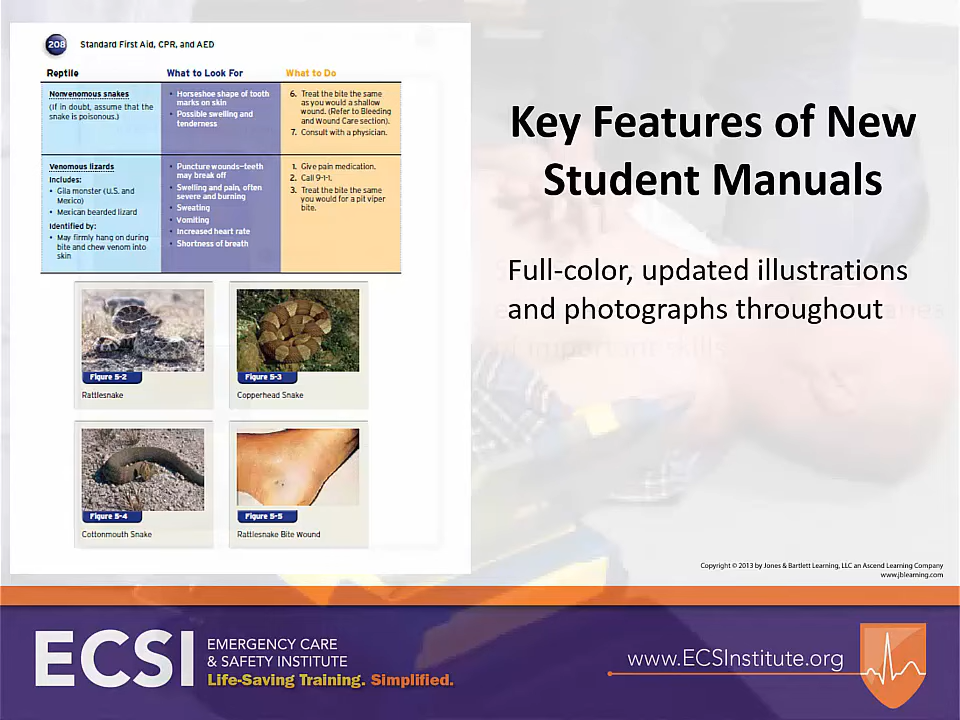 208 Standard First Aid, CPR, and AED
Reptile What to Look For What to Do
Nonvenomous snakes
(If in doubt, assume that the
snake is poisonous.)
• Horseshoe shape of tooth
marks on skin
• Possible swelling and
tenderness
6. Treat the bite the same
as you would a shallow
wound. (Refer to Bleeding
and Wound Care section).
7. Consult with a physician.
Venomous lizards
Includes:
• Gila monster (U.S. and
Mexico)
• Mexican bearded lizard
Identified by:
• May firmly hang on during
bite and chew venom into
skin
• Puncture wounds—teeth
may break off
• Swelling and pain, often
severe and burning
• Sweating
• Vomiting
• Increased heart rate
• Shortness of breath
1. Give pain medication.
2. Call 9-1-1.
3. Treat the bite the same
you would for a pit viper
bite.
Figure 5-2
Rattlesnake
Figure 5-3
Copperhead Snake
Figure 5-4
Cottonmouth Snake
Figure 5-5
Rattlesnake Bite Wound
Key Features of New
Student Manuals
Full-color, updated illustrations
and photographs throughout
of important skills
Copyright © 2013 by Jones & Bartlett Learning, LLC an Ascend Learning Company
www.jblearning.com
ECSI
EMERGENCY CARE
& SAFETY INSTITUTE
Life-Saving Training. Simplified.
www.ECSInstitute.org